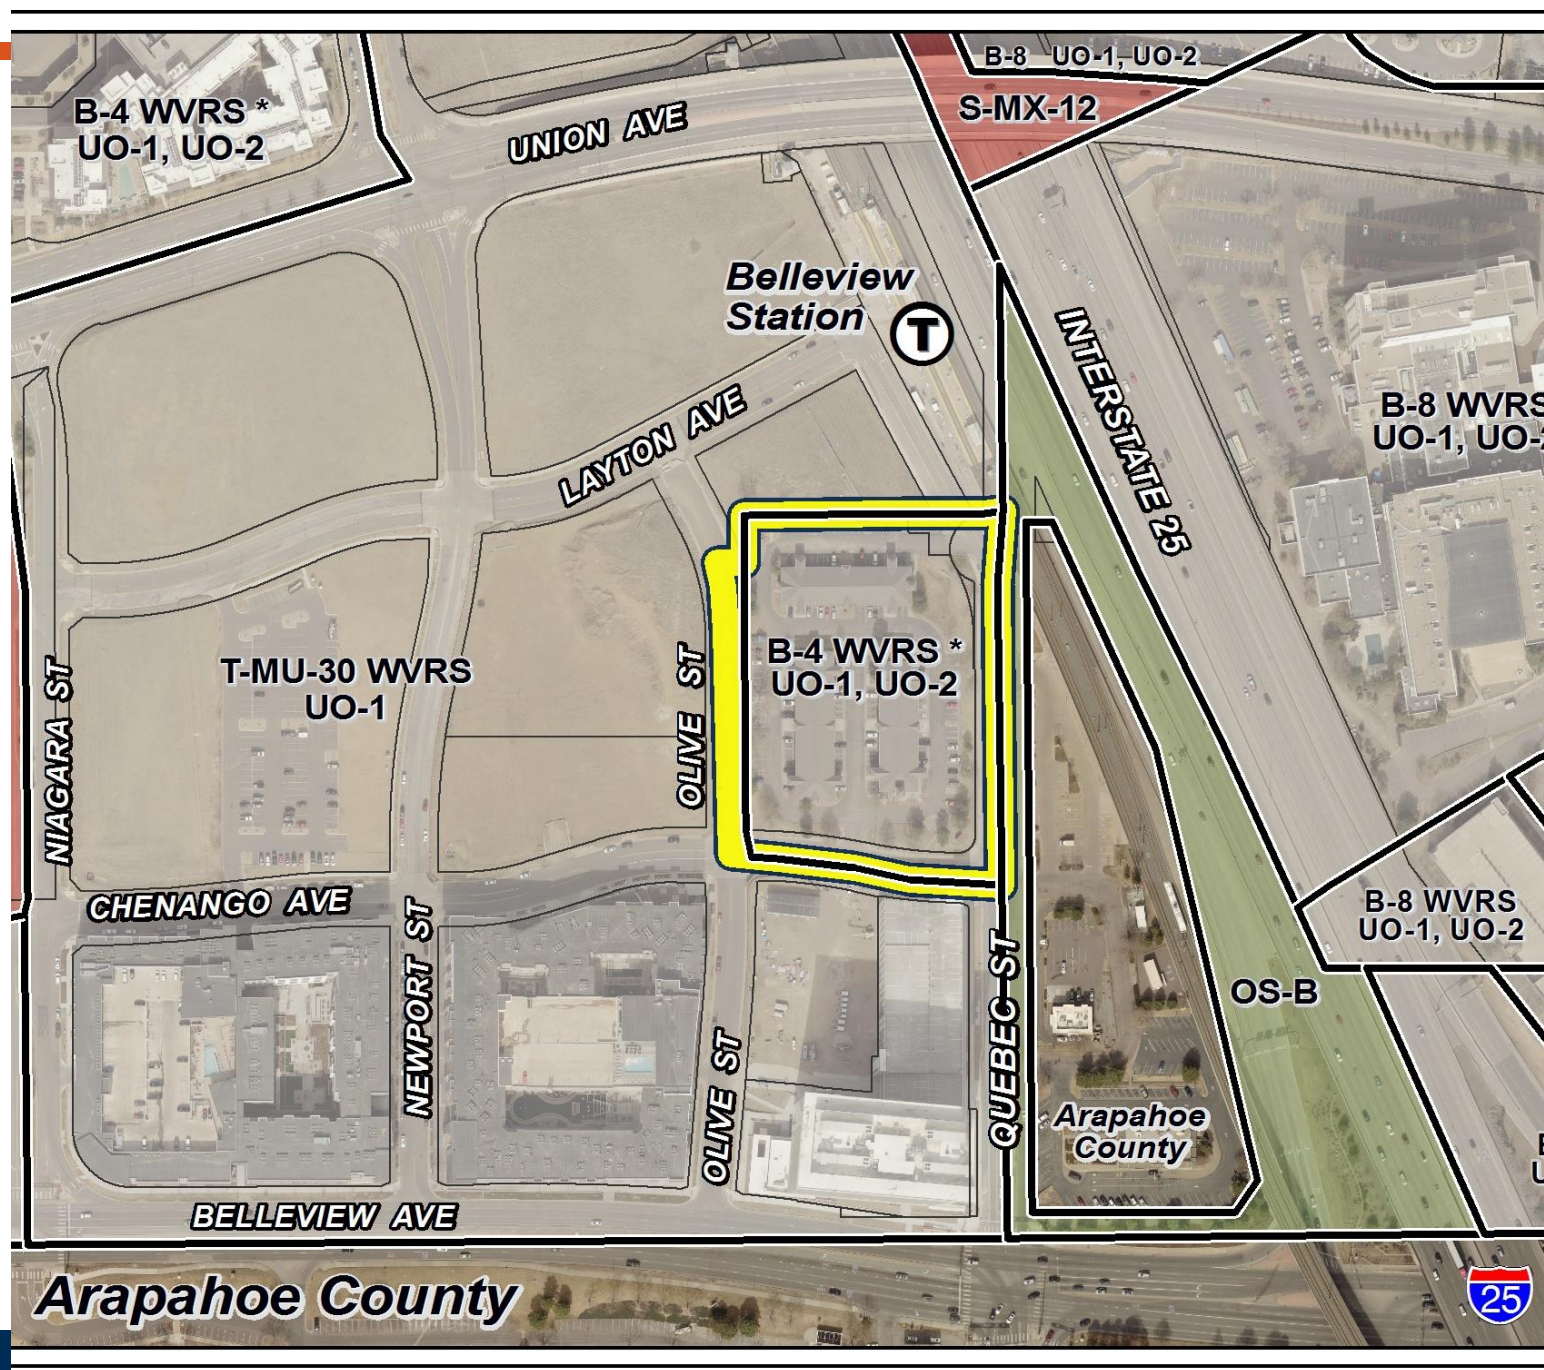 B-8 UO-1, UO-2
S-MX-12
B-4 WVRS *
UO-1, UO-2
UNION AVE
Belleview
Station
T
INTERSTATE 25
LAYTON AVE
B-8 WVRS
UO-1, UO-2
T-MU-30 WVRS
UO-1
B-4 WVRS *
UO-1, UO-2
NIAGARA ST
OLIVE ST
CHENANGO AVE
NEWPORT ST
B-8 WVRS
UO-1, UO-2
OS-B
QUEBEC ST
OLIVE ST
Arapahoe
County
BELLEVIEW AVE
Arapahoe County
25